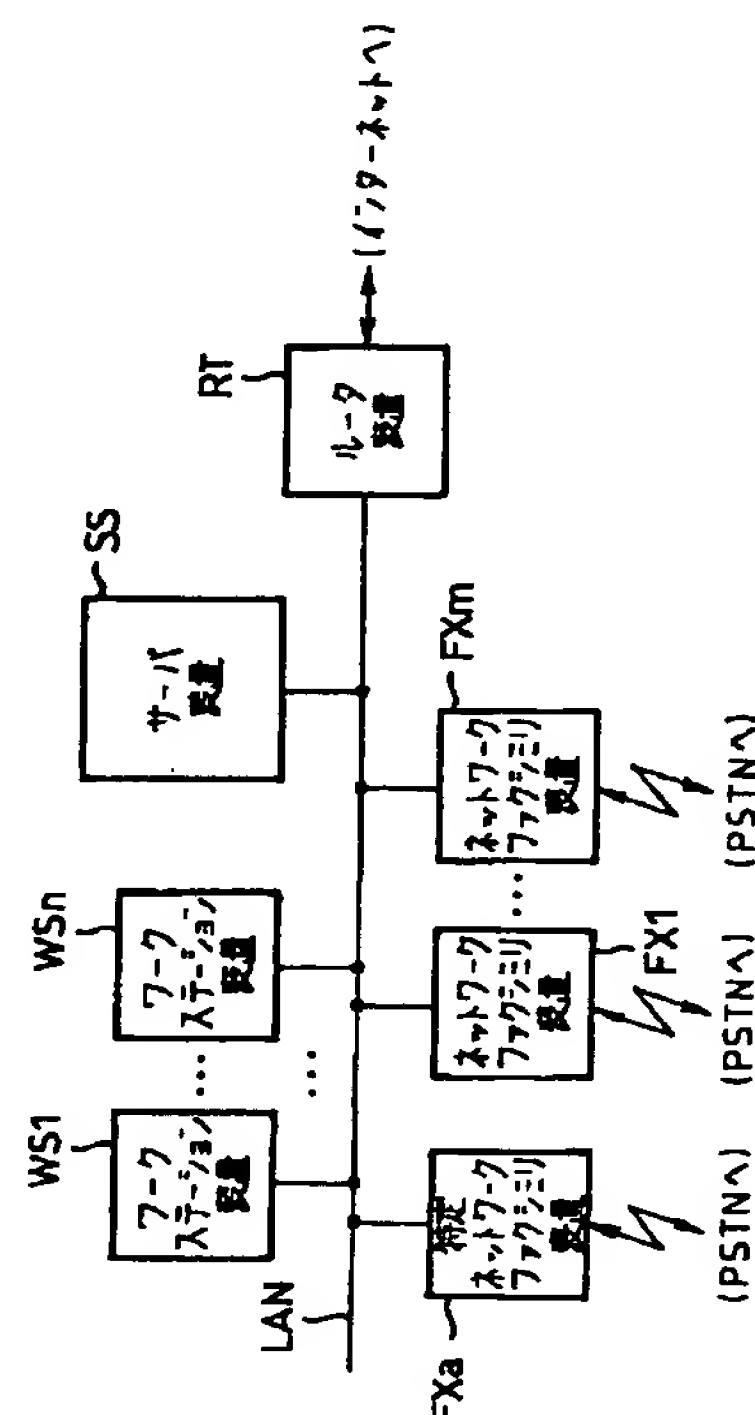 WS1
ワーク
ステーション
装置
...
WSn
ワーク
ステーション
装置
...
SS
サーバ
装置
RT
ルータ
装置
(インターネットへ)
LAN
FXa
特定
ネットワーク
ファクシミリ
装置
(PSTNへ)
ネットワーク
ファクシミリ
装置
FX1
(PSTNへ)
...
FXm
ネットワーク
ファクシミリ
装置
(PSTNへ)